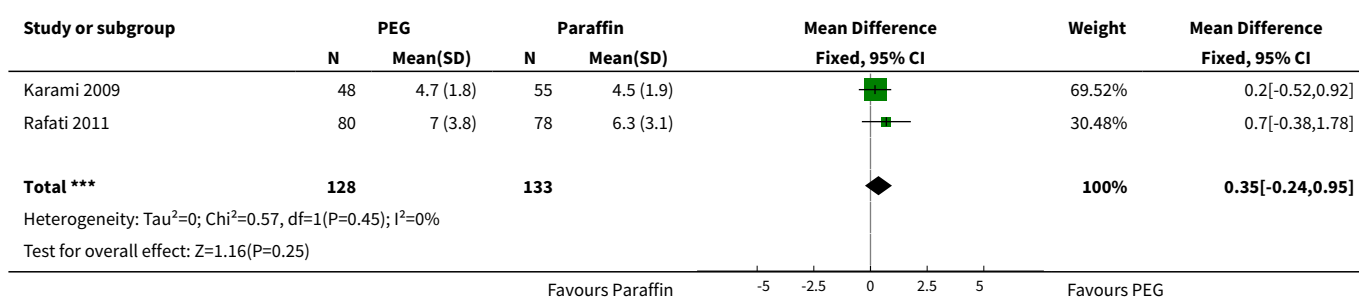 Study or subgroup PEG Paraffin Mean Difference Weight Mean Difference
N Mean(SD) N Mean(SD) Fixed, 95% CI Fixed, 95% CI
Karami 2009 48 4.7 (1.8) 55 4.5 (1.9) 69.52% 0.2[-0.52,0.92]
Rafati 2011 80 7 (3.8) 78 6.3 (3.1) 30.48% 0.7[-0.38,1.78]
Total *** 128 133 100% 0.35[-0.24,0.95]
Heterogeneity: Tau²=0; Chi²=0.57, df=1(P=0.45); I²=0%
Test for overall effect: Z=1.16(P=0.25)
Favours Paraffin -5 -2.5 0 2.5 5 Favours PEG